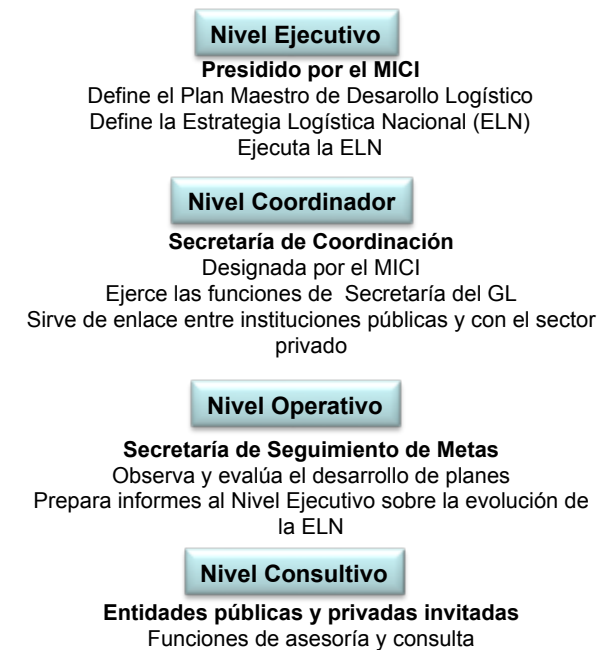 Nivel Ejecutivo
Presidido por el MICI
Define el Plan Maestro de Desarollo Logístico
Define la Estrategia Logística Nacional (ELN)
Ejecuta la ELN
Nivel Coordinador
Secretaría de Coordinación
Designada por el MICI
Ejerce las funciones de Secretaría del GL
Sirve de enlace entre instituciones públicas y con el sector
privado
Nivel Operativo
Secretaría de Seguimiento de Metas
Observa y evalúa el desarrollo de planes
Prepara informes al Nivel Ejecutivo sobre la evolución de
la ELN
Nivel Consultivo
Entidades públicas y privadas invitadas
Funciones de asesoría y consulta